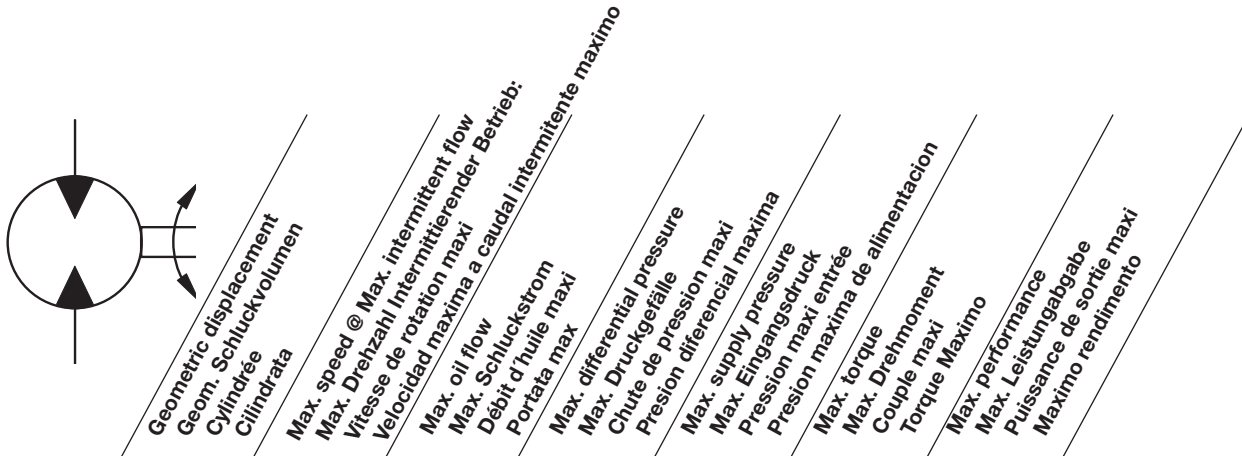 Geometric displacement
Geom. Schluckvolumen
Cylindrée
Cilindrata
Max. speed @ Max. intermittent flow
Max. Drehzahl Intermittierender Betrieb:
Vitesse de rotation maxi
Velocidad maxima a caudal intermitente maximo
Max. oil flow
Max. Schluckstrom
Débit d'huile maxi
Portata max
Max. differential pressure
Max. Druckgefälle
Chute de pression maxi
Presion diferencial maxima
Max. supply pressure
Max. Eingangsdruck
Pression maxi entrée
Presion maxima de alimentacion
Max. torque
Max. Drehmoment
Couple maxi
Torque Maximo
Max. performance
Max. Leistungabgabe
Puissance de sortie maxi
Maximo rendimento